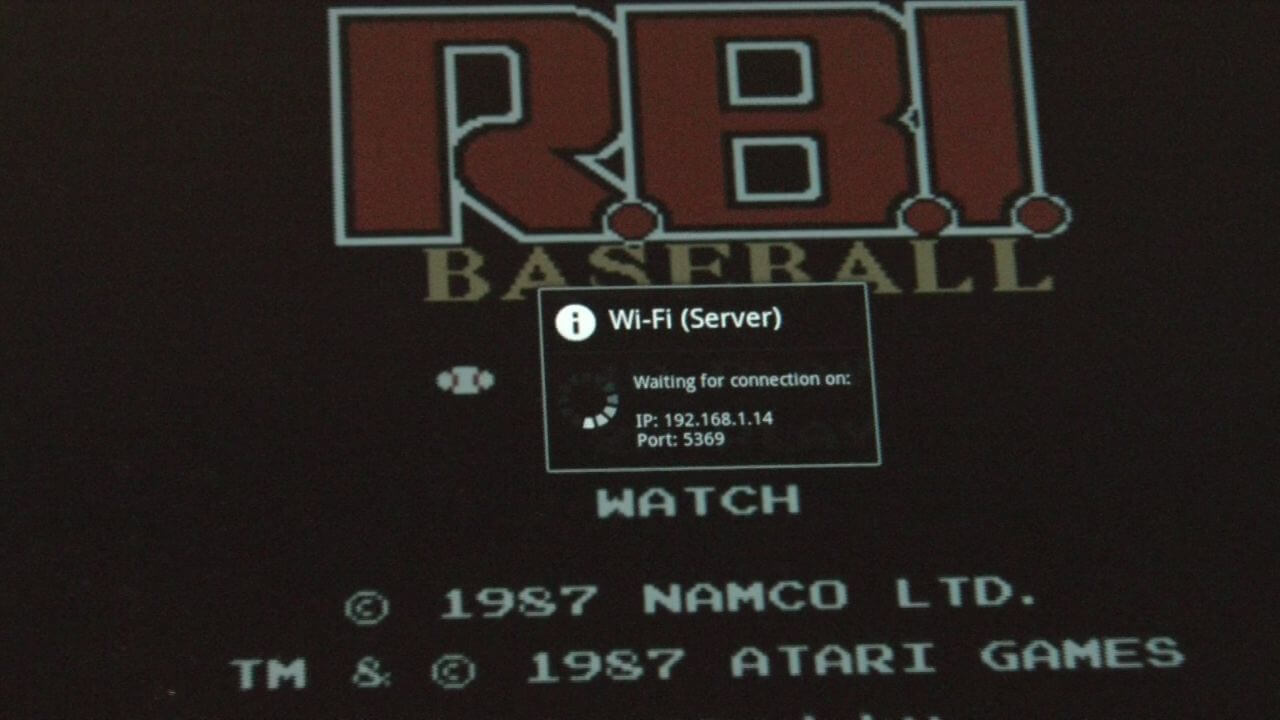 R.B.I.
BASEBALL
Wi-Fi (Server)
Waiting for connection on:
IP: 192.168.1.14
Port: 5369
WATCH
© 1987 NAMCO LTD.
TM & © 1987 ATARI GAMES